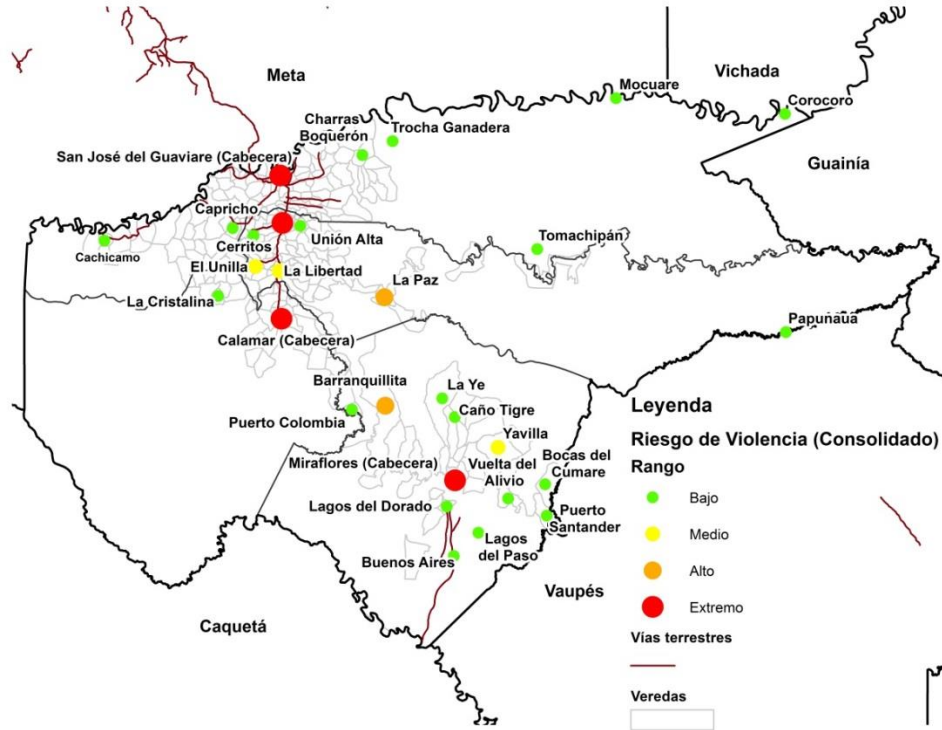 Meta
Vichada
Mocuare
Corocoro
Charras
Boquerón
Trocha Ganadera
San José del Guaviare (Cabecera)
Guainía
Capricho
Cerritos
Unión Alta
Cachicamo
Tomachipán
El Unilla
La Libertad
La Paz
La Cristalina
Calamar (Cabecera)
Papunaua
Barranquillita
La Ye
Caño Tigre
Puerto Colombia
Yavilla
Miraflores (Cabecera)
Vuelta del
Alivio
Bocas del
Cumare
Lagos del Dorado
Puerto
Santander
Lagos
del Paso
Buenos Aires
Vaupés
Caquetá
Leyenda
Riesgo de Violencia (Consolidado)
Rango
Bajo
Medio
Alto
Extremo
Vías terrestres
Veredas